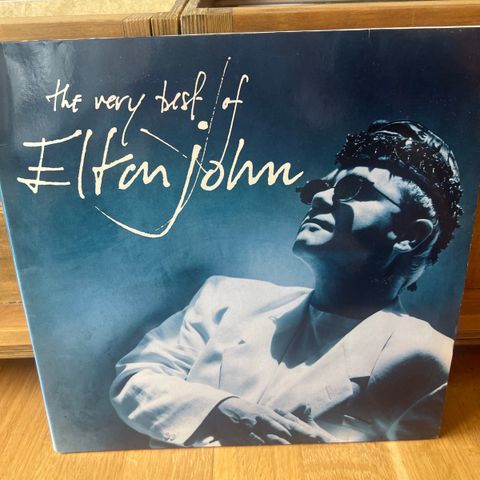 the very best of
Elton john